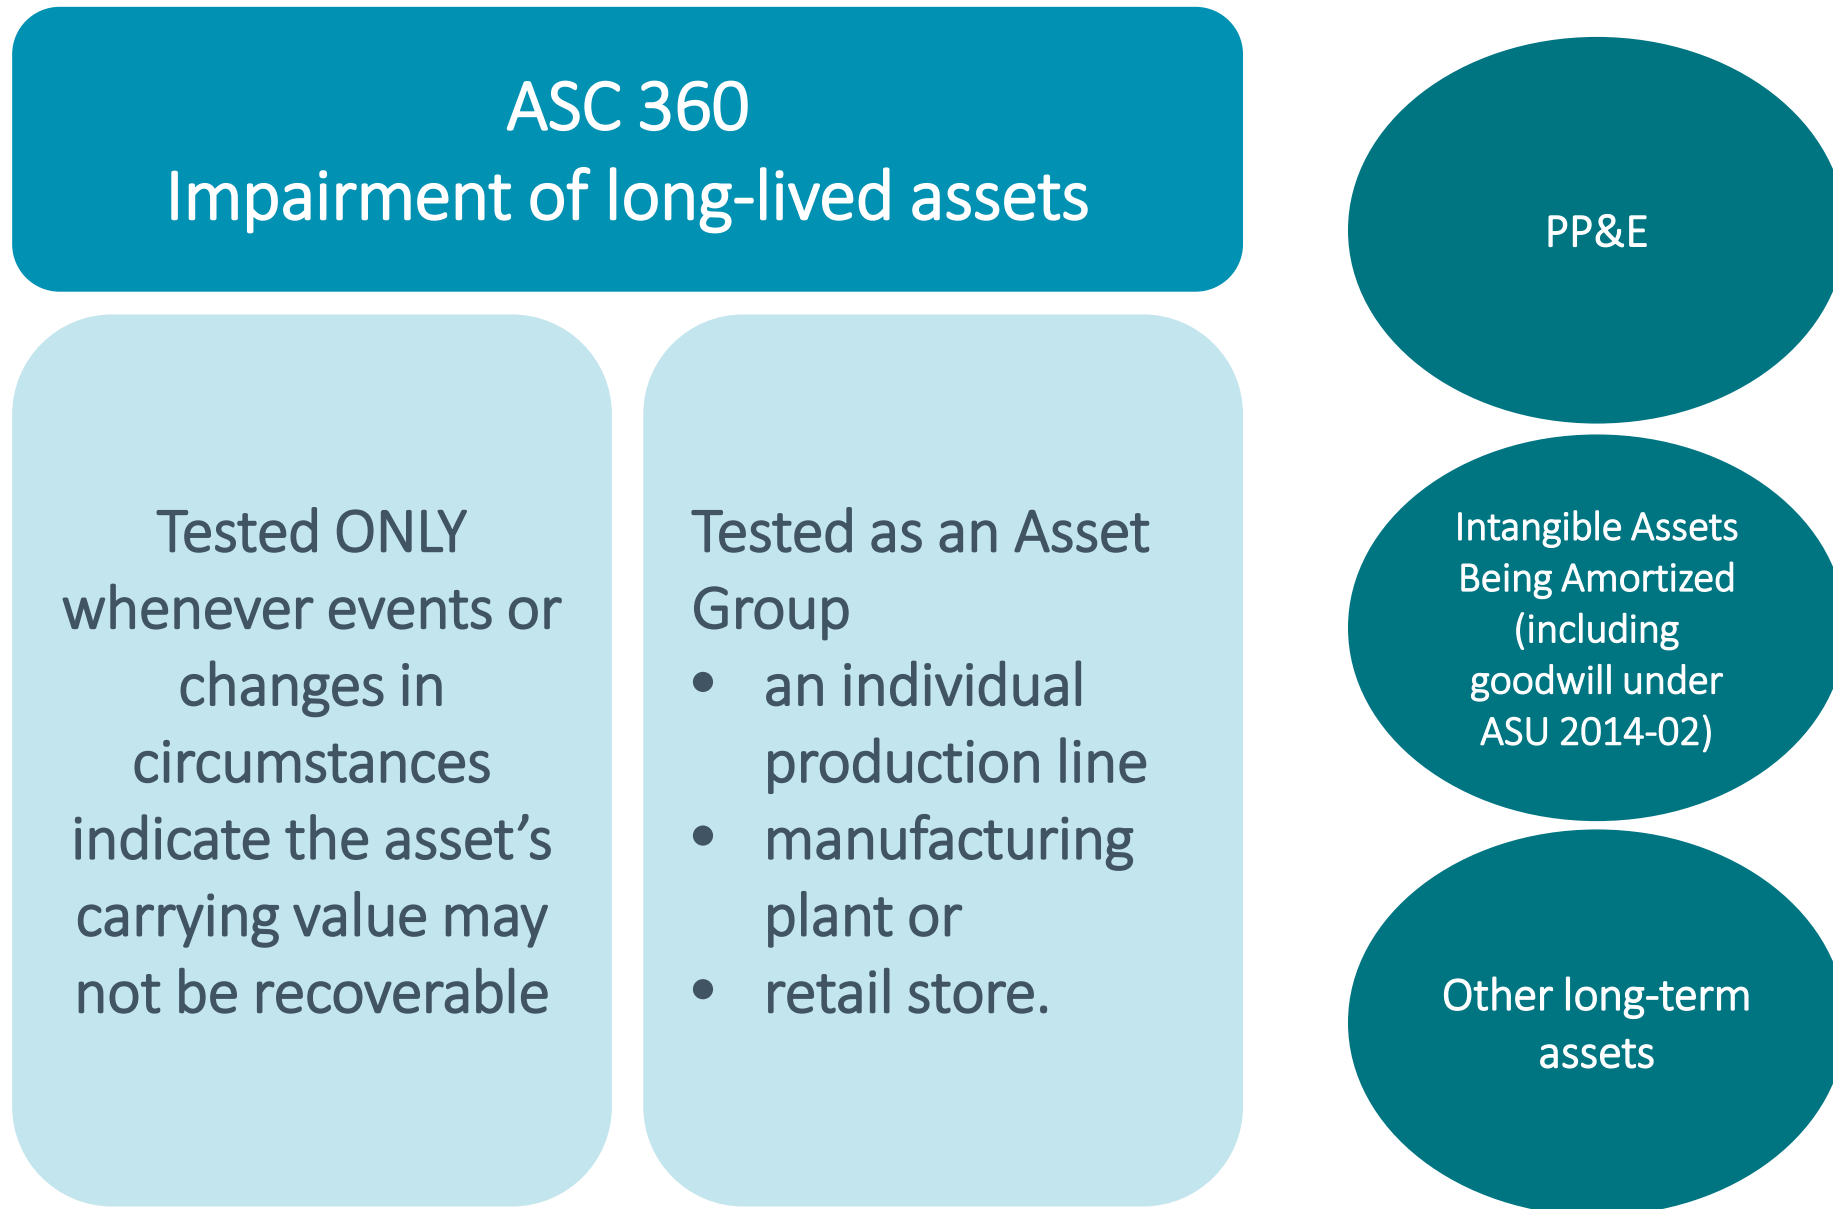 ASC 360
Impairment of long-lived assets
Tested ONLY
whenever events or
changes in
circumstances
indicate the asset’s
carrying value may
not be recoverable
Tested as an Asset
Group
• an individual
production line
• manufacturing
plant or
• retail store.
PP&E
Intangible Assets
Being Amortized
(including
goodwill under
ASU 2014-02)
Other long-term
assets